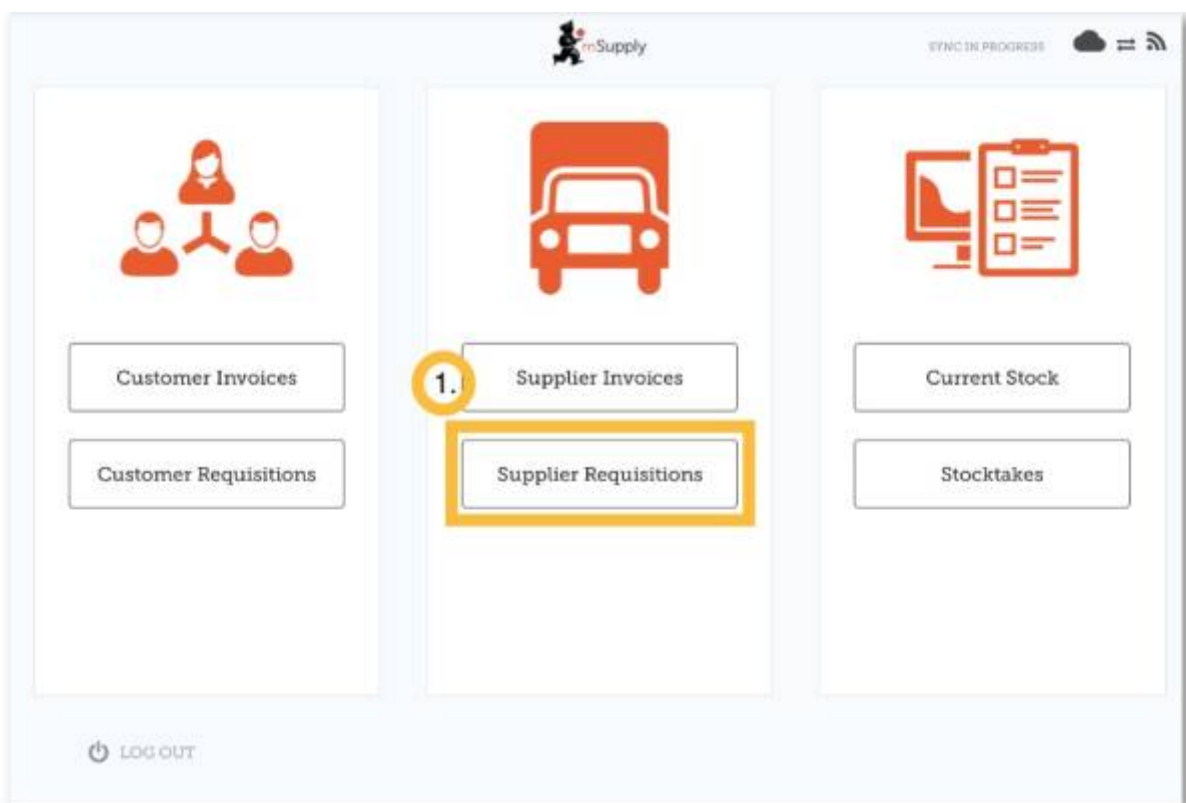 mSupply
SYNC IN PROGRESS
Customer Invoices
Customer Requisitions
1.
Supplier Invoices
Supplier Requisitions
Current Stock
Stocktakes
LOG OUT